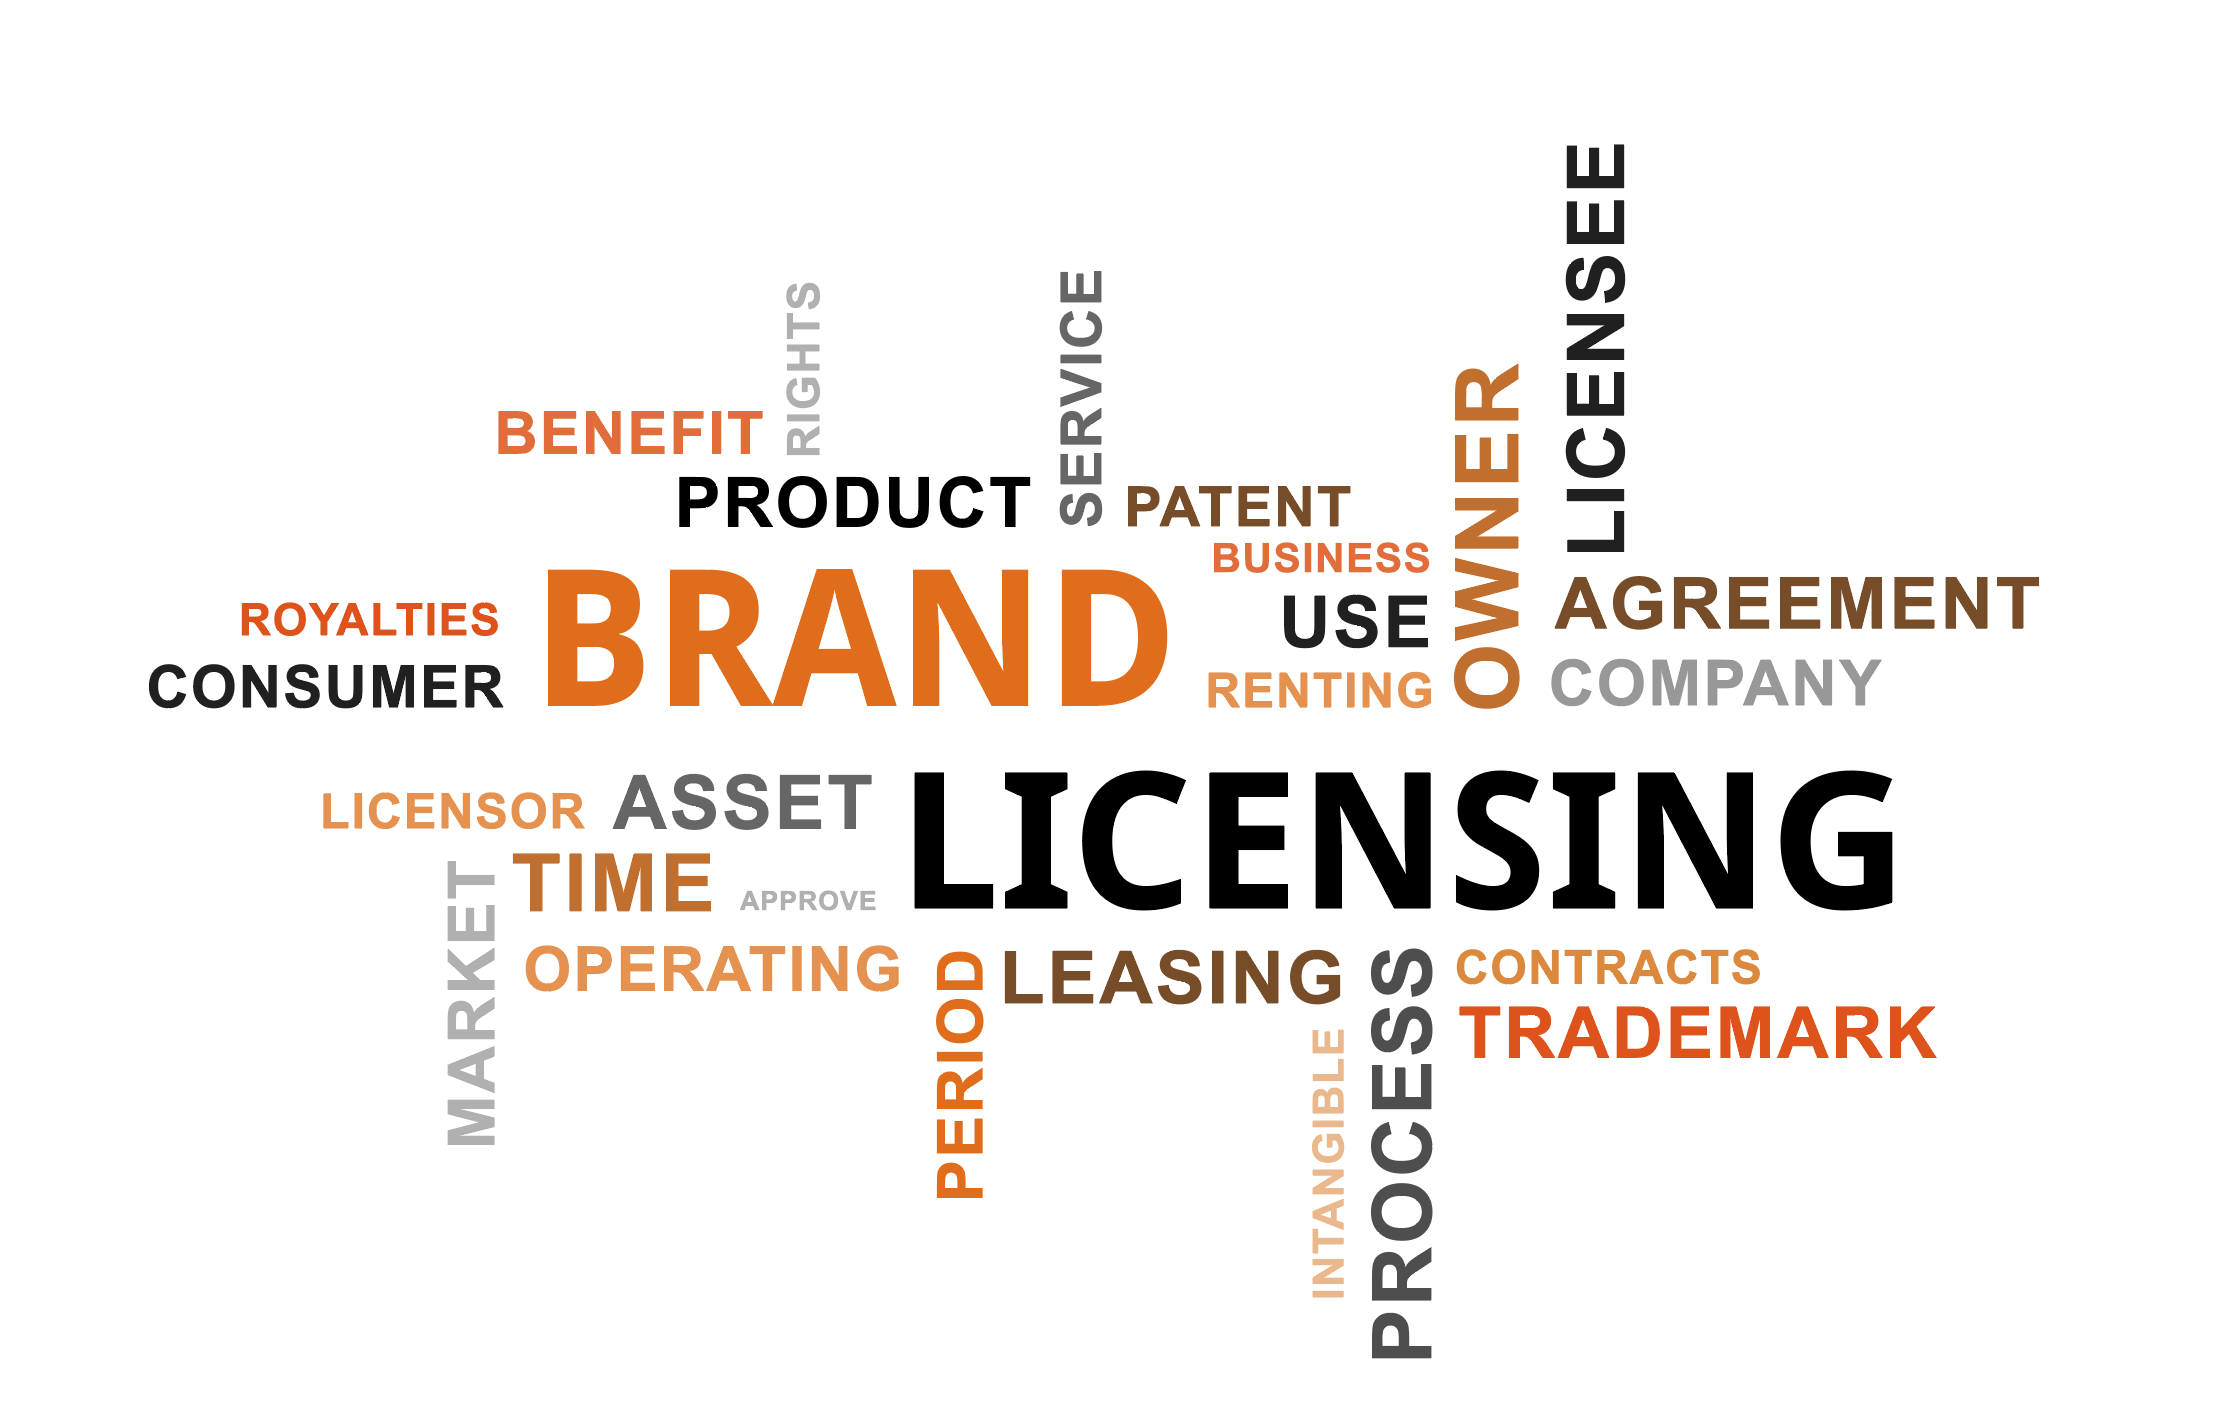 LICENSEE
RIGHTS
SERVICE
OWNER
BENEFIT
PRODUCT
PATENT
BUSINESS
BRAND
USE
AGREEMENT
ROYALTIES
CONSUMER
RENTING
COMPANY
LICENSOR
ASSET
LICENSING
MARKET
TIME
APPROVE
OPERATING
PERIOD
LEASING
PROCESS
CONTRACTS
TRADEMARK
INTANGIBLE